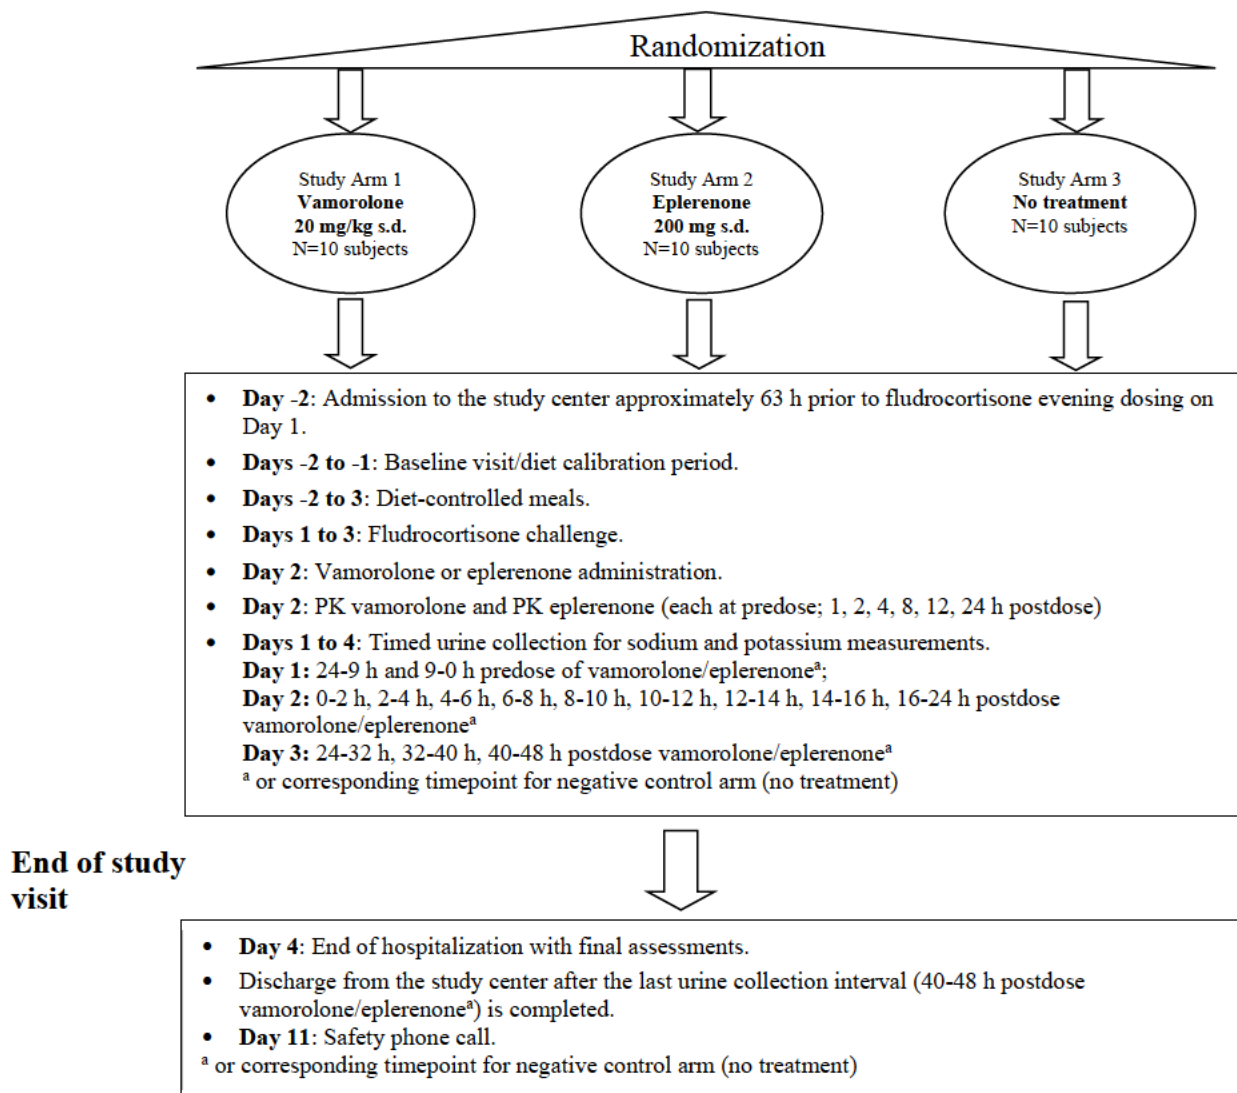 Randomization
Study Arm 1
Vamorolone
20 mg/kg s.d.
N=10 subjects
Study Arm 2
Eplerenone
200 mg s.d.
N=10 subjects
Study Arm 3
No treatment
N=10 subjects
• Day -2: Admission to the study center approximately 63 h prior to fludrocortisone evening dosing on
Day 1.
• Days -2 to -1: Baseline visit/diet calibration period.
• Days -2 to 3: Diet-controlled meals.
• Days 1 to 3: Fludrocortisone challenge.
• Day 2: Vamorolone or eplerenone administration.
• Day 2: PK vamorolone and PK eplerenone (each at predose; 1, 2, 4, 8, 12, 24 h postdose)
• Days 1 to 4: Timed urine collection for sodium and potassium measurements.
Day 1: 24-9 h and 9-0 h predose of vamorolone/eplerenoneᵃ;
Day 2: 0-2 h, 2-4 h, 4-6 h, 6-8 h, 8-10 h, 10-12 h, 12-14 h, 14-16 h, 16-24 h postdose
vamorolone/eplerenoneᵃ
Day 3: 24-32 h, 32-40 h, 40-48 h postdose vamorolone/eplerenoneᵃ
ᵃ or corresponding timepoint for negative control arm (no treatment)
End of study
visit
• Day 4: End of hospitalization with final assessments.
• Discharge from the study center after the last urine collection interval (40-48 h postdose
vamorolone/eplerenoneᵃ) is completed.
• Day 11: Safety phone call.
ᵃ or corresponding timepoint for negative control arm (no treatment)